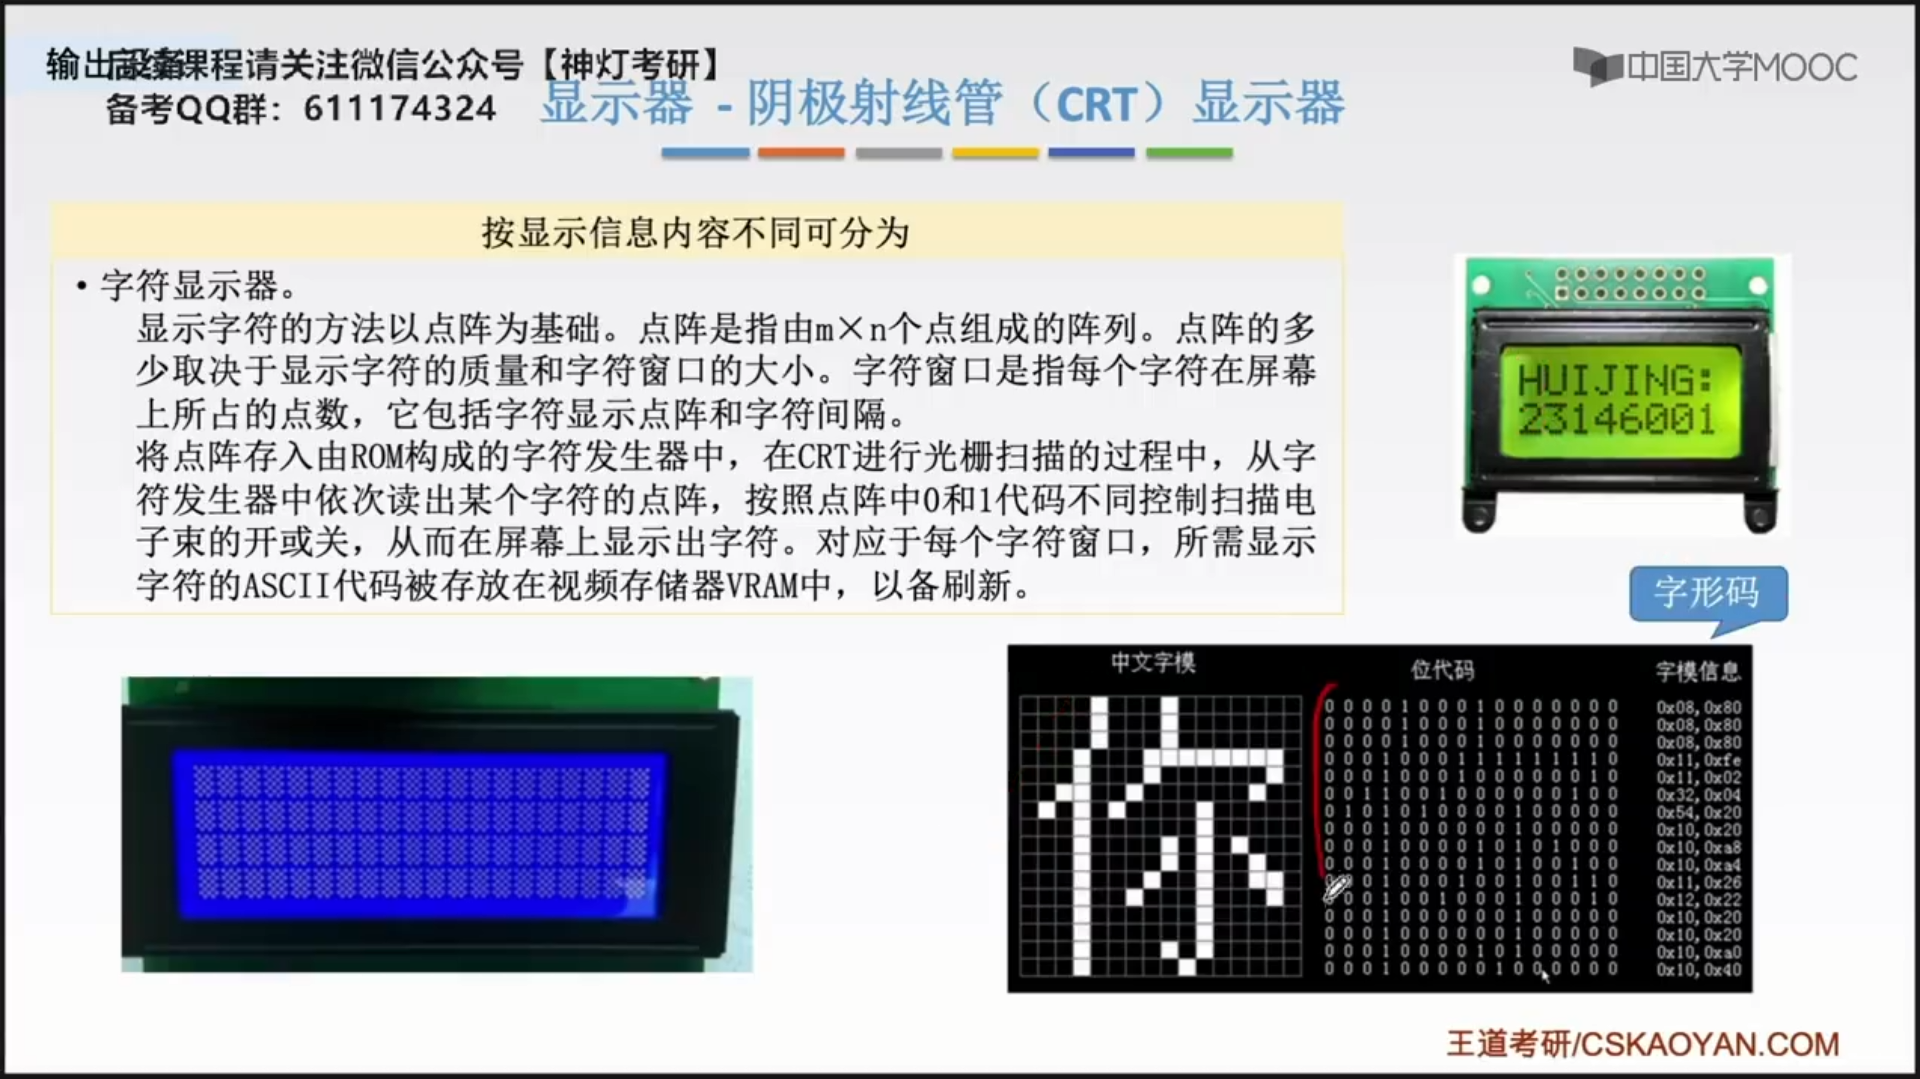 输出设备
后续课程请关注微信公众号【神灯考研】
备考QQ群：611174324
中国大学MOOC
显示器 - 阴极射线管（CRT）显示器
按显示信息内容不同可分为
• 字符显示器。
显示字符的方法以点阵为基础。点阵是指由m×n个点组成的阵列。点阵的多
少取决于显示字符的质量和字符窗口的大小。字符窗口是指每个字符在屏幕
上所占的点数，它包括字符显示点阵和字符间隔。
将点阵存入由ROM构成的字符发生器中，在CRT进行光栅扫描的过程中，从字
符发生器中依次读出某个字符的点阵，按照点阵中0和1代码不同控制扫描电
子束的开或关，从而在屏幕上显示出字符。对应于每个字符窗口，所需显示
字符的ASCII代码被存放在视频存储器VRAM中，以备刷新。
HUIJING:
23146001
字形码
中文字模 位代码 字模信息
你
0 0 0 0 1 0 0 0 1 0 0 0 0 0 0 0 0x08,0x80
0 0 0 0 1 0 0 0 1 0 0 0 0 0 0 0 0x08,0x80
0 0 0 0 1 0 0 0 1 0 0 0 0 0 0 0 0x08,0x80
0 0 0 1 0 0 0 1 1 1 1 1 1 1 1 0 0x11,0xfe
0 0 0 1 0 0 0 1 0 0 0 0 0 0 1 0 0x11,0x02
0 0 1 1 0 0 1 0 0 0 0 0 0 1 0 0 0x32,0x04
0 1 0 1 0 1 0 0 0 0 1 0 0 0 0 0 0x54,0x20
0 0 0 1 0 0 0 0 0 0 1 0 0 0 0 0 0x10,0x20
0 0 0 1 0 0 0 0 1 0 1 0 1 0 0 0 0x10,0xa8
0 0 0 1 0 0 0 0 1 0 1 0 0 1 0 0 0x10,0xa4
0 0 1 0 0 0 1 0 0 1 0 0 1 1 0 0x11,0x26
0 0 1 0 0 1 0 0 0 1 0 0 0 1 0 0x12,0x22
0 0 0 1 0 0 0 0 0 0 1 0 0 0 0 0 0x10,0x20
0 0 0 1 0 0 0 0 0 0 1 0 0 0 0 0 0x10,0x20
0 0 0 1 0 0 0 0 1 0 1 0 0 0 0 0 0x10,0xa0
0 0 0 1 0 0 0 0 0 1 0 0 0 0 0 0 0x10,0x40
王道考研/CSKAOYAN.COM